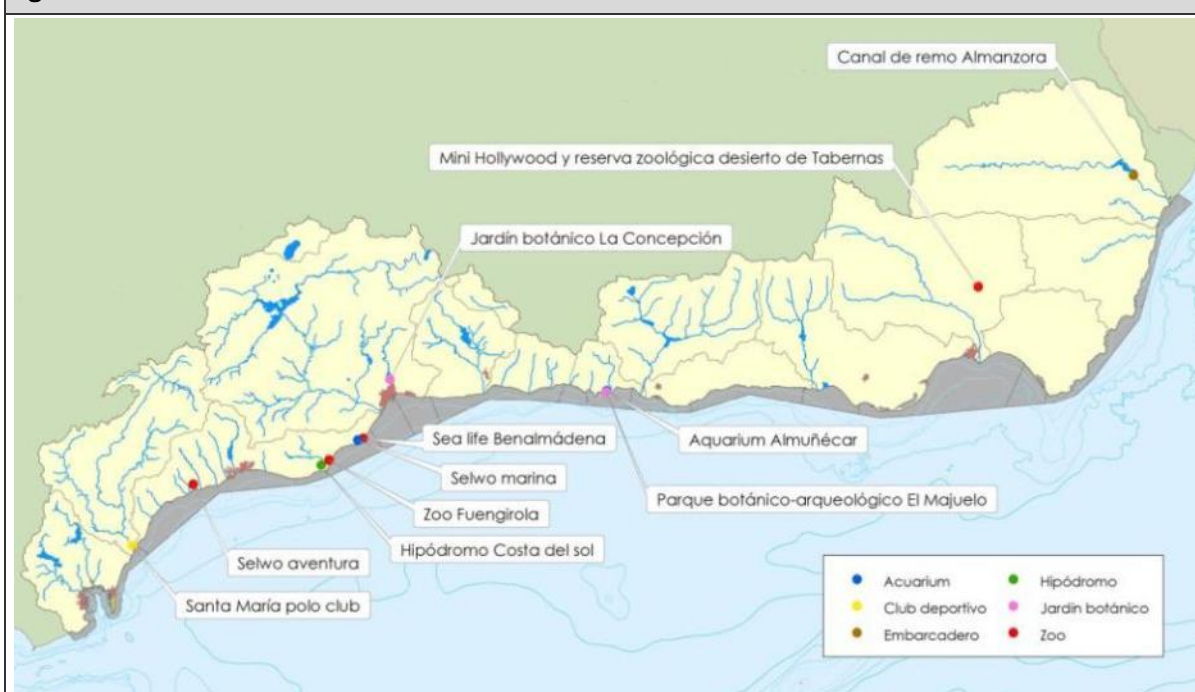 Canal de remo Almanzora
Mini Hollywood y reserva zoológica desierto de Tabernas
Jardín botánico La Concepción
Sea life Benalmádena
Aquarium Almuñécar
Selwo marina
Parque botánico-arqueológico El Majuelo
Zoo Fuengirola
Hipódromo Costa del sol
Selwo aventura
Santa María polo club
Acuarium
Hipódromo
Club deportivo
Jardín botánico
Embarcadero
Zoo